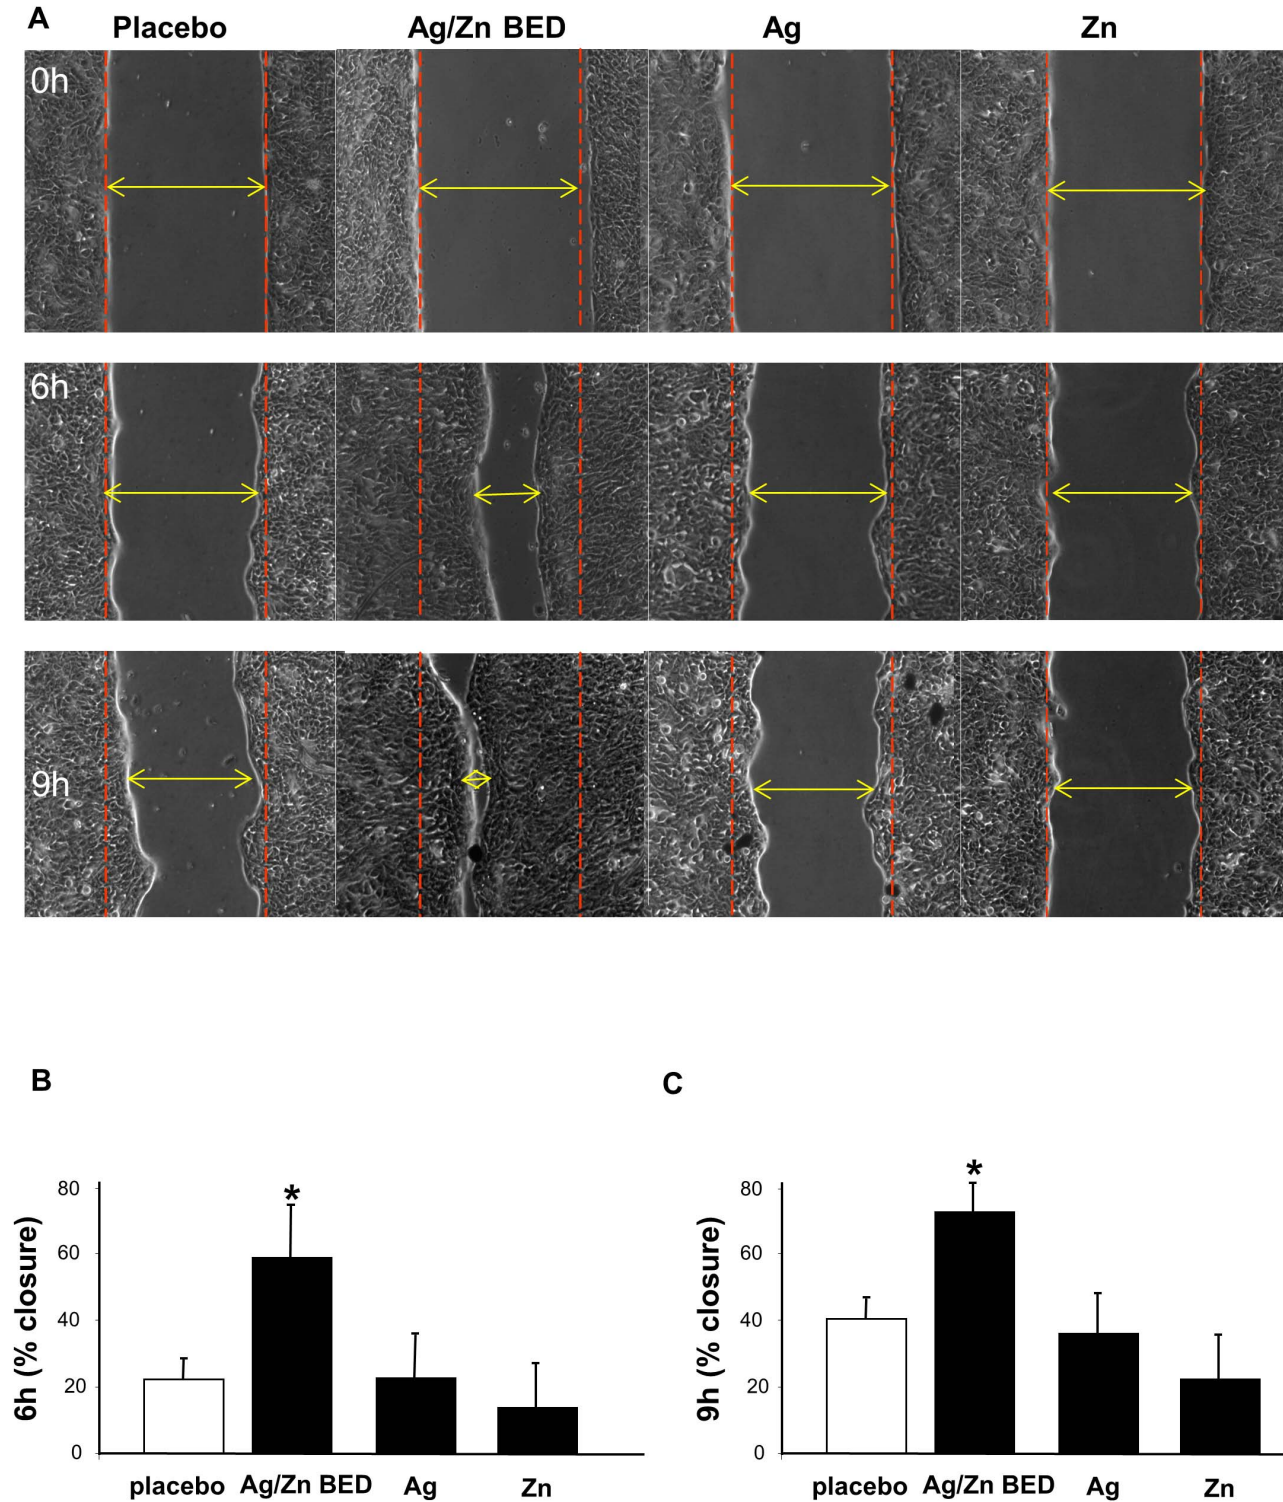 A
Placebo Ag/Zn BED Ag Zn
0h
6h
9h
B
6h (% closure)
80
60
40
20
0
*
placebo Ag/Zn BED Ag Zn
C
9h (% closure)
80
60
40
20
0
*
placebo Ag/Zn BED Ag Zn